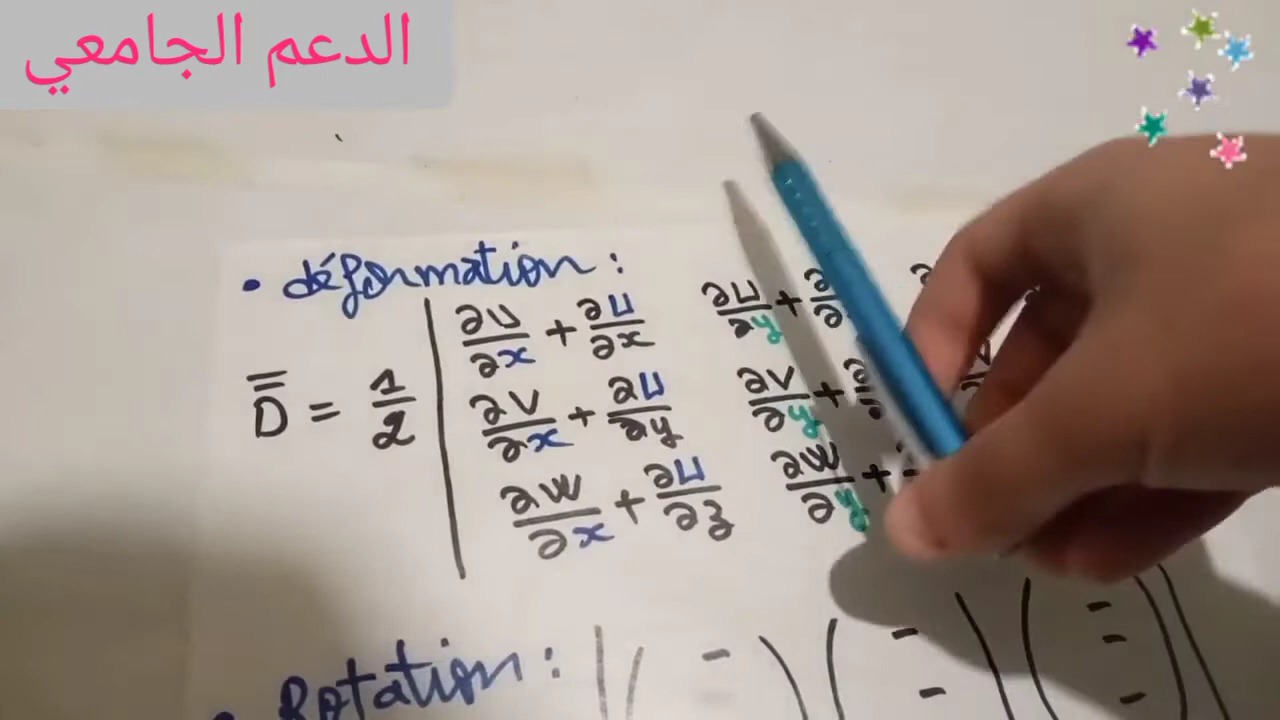 الدعم الجامعي
• déformation :
D̿ = 1/2 | ∂U/∂x + ∂U/∂x   ∂U/∂y + ∂
∂V/∂x + ∂U/∂y   ∂V/∂y +
∂W/∂x + ∂U/∂z   ∂W/∂y +
• Rotation :